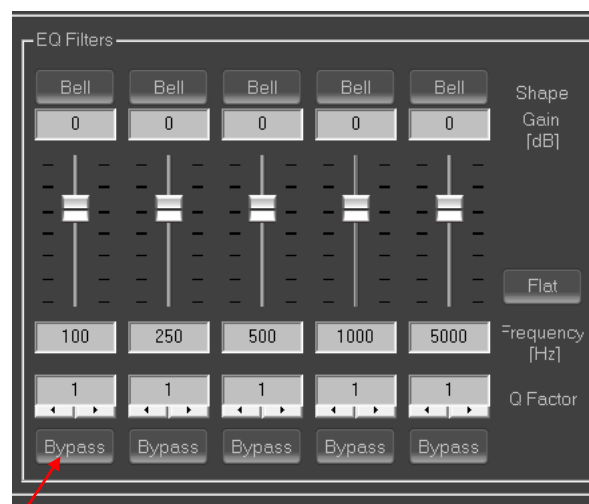 EQ Filters
Bell Bell Bell Bell Bell Shape
0 0 0 0 0 Gain
[dB]
Flat
100 250 500 1000 5000 Frequency
[Hz]
1 1 1 1 1 Q Factor
Bypass Bypass Bypass Bypass Bypass